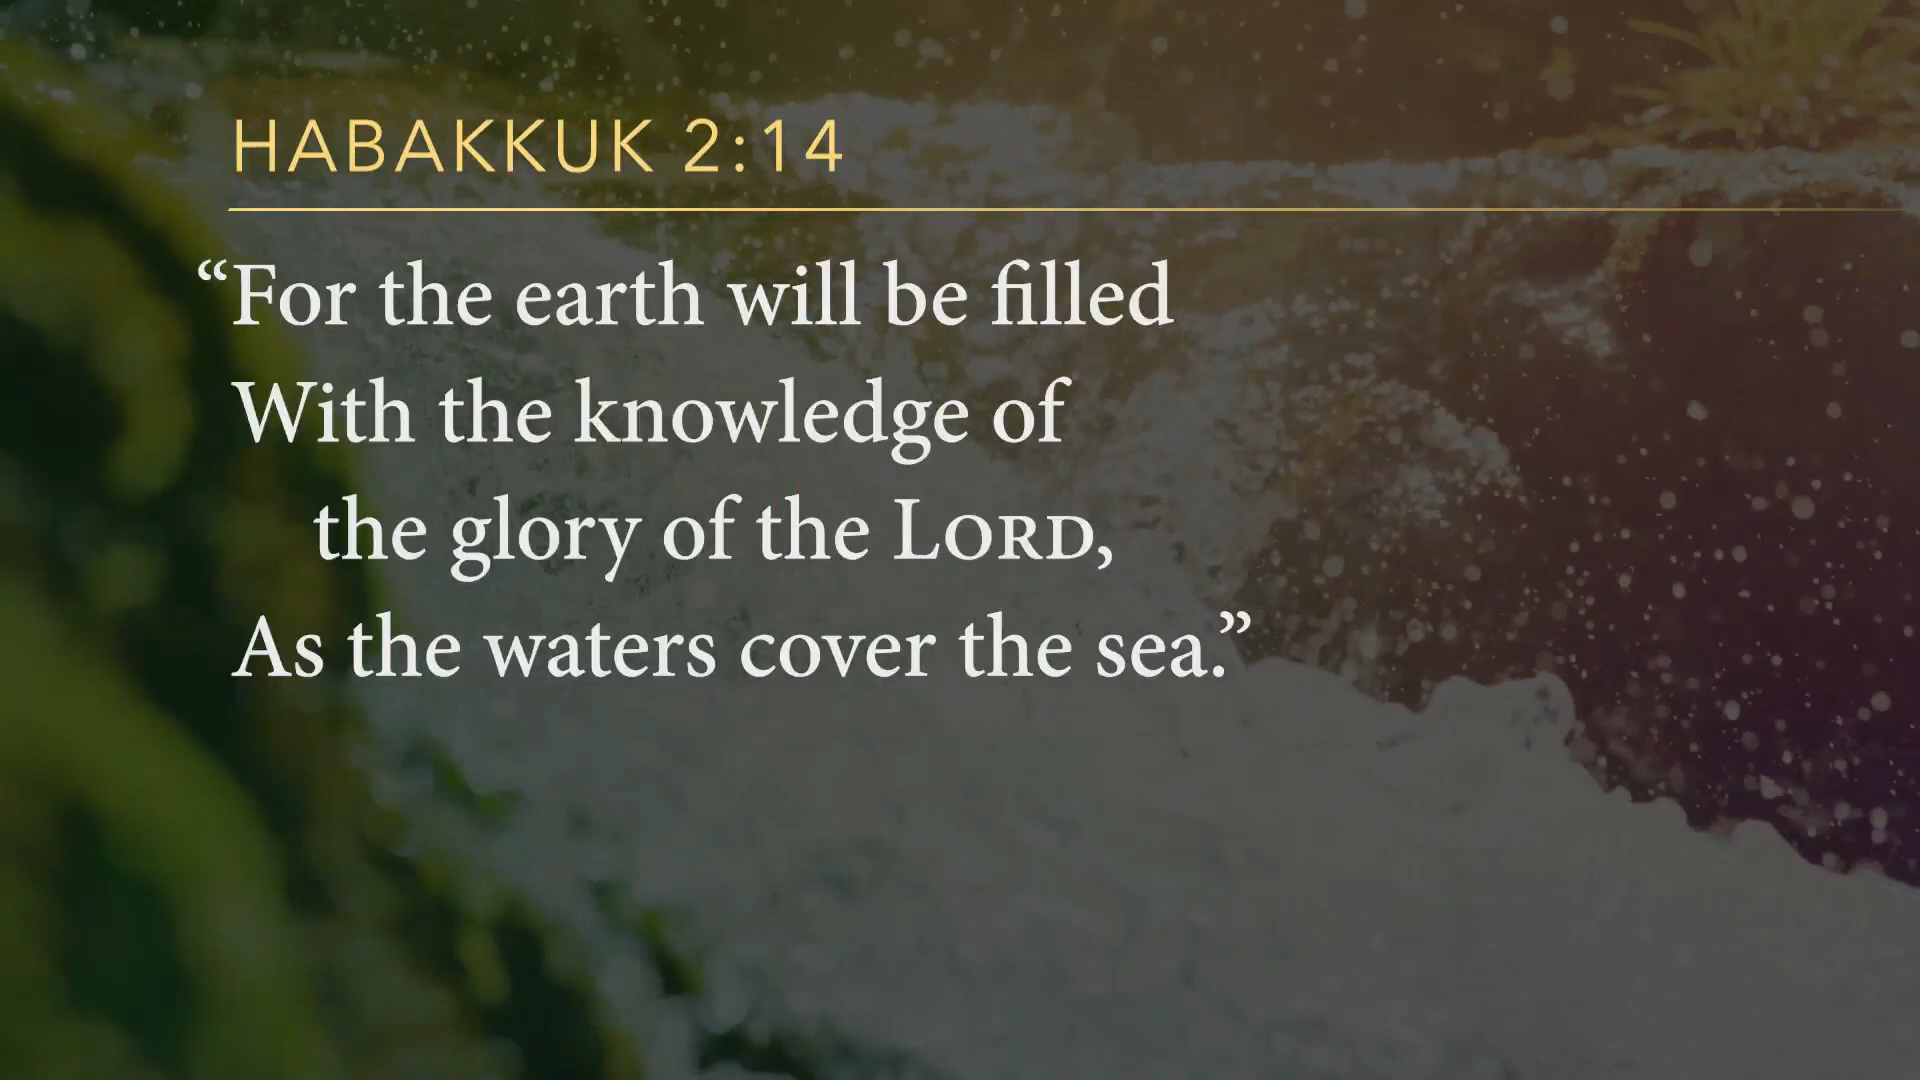 HABAKKUK 2:14
“For the earth will be filled
With the knowledge of
the glory of the LORD,
As the waters cover the sea.”